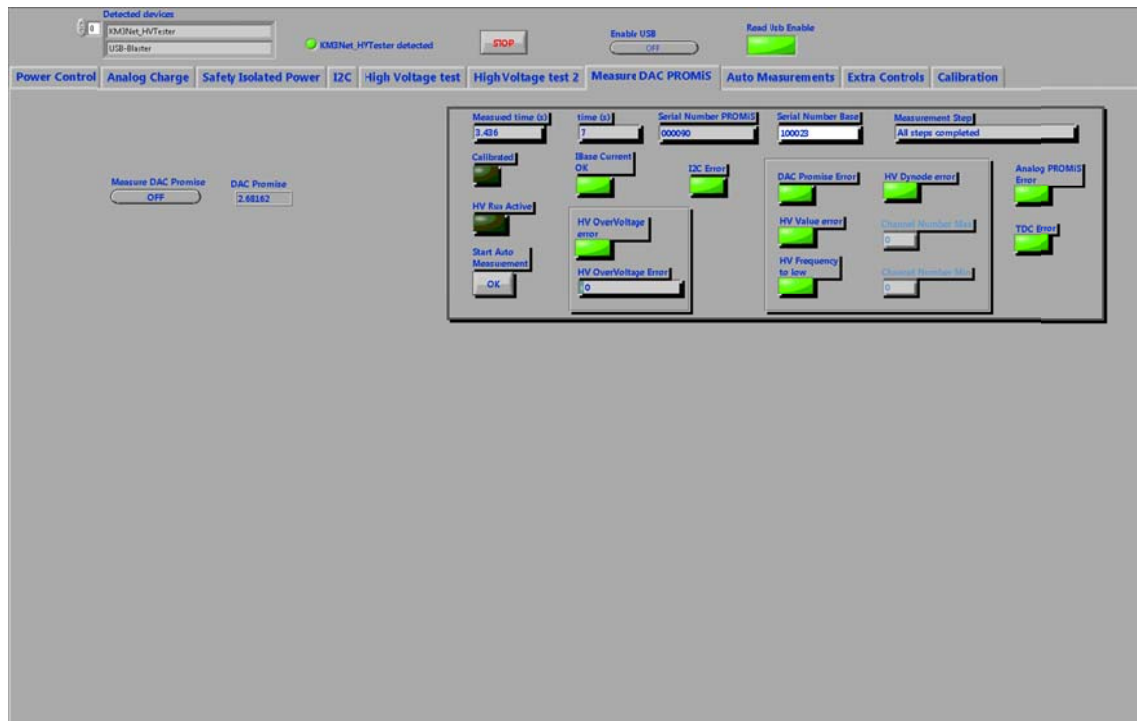 Detected devices
0
KM3Net_HVTester
USB-Blaster
KM3Net_HVTester detected
STOP
Enable USB
OFF
Read Usb Enable
Power Control
Analog Charge
Safety Isolated Power
I2C
High Voltage test
High Voltage test 2
Measure DAC PROMiS
Auto Measurements
Extra Controls
Calibration
Measure DAC Promise
OFF
DAC Promise
2.68162
Measued time (s)
3.436
time (s)
7
Serial Number PROMiS
000090
Serial Number Base
100023
Measurement Step
All steps completed
Calibrated
IBase Current
OK
I2C Error
HV Run Active
HV OverVoltage
error
Start Auto
Measuement
OK
HV OverVoltage Error
0
DAC Promise Error
HV Dynode error
HV Value error
Channel Number Max
0
HV Frequency
to low
Channel Number Min
0
Analog PROMiS
Error
TDC Error